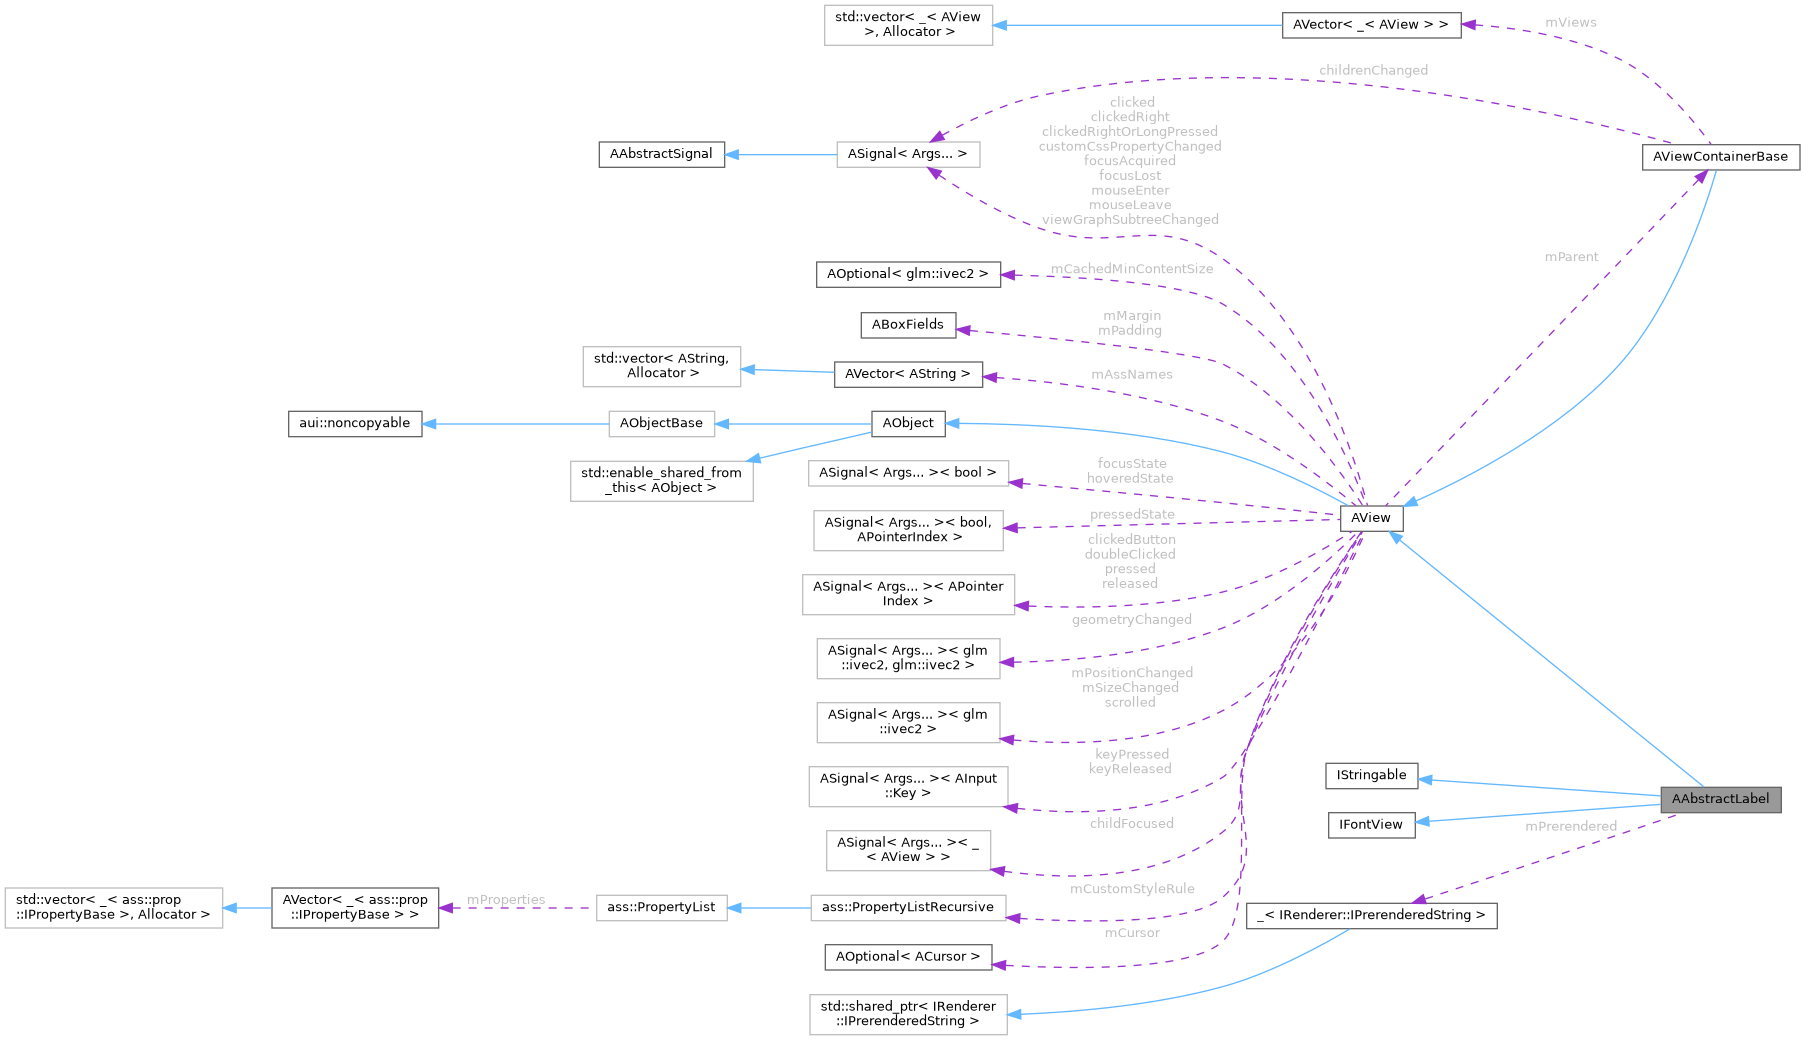 std::vector< _< AView
>, Allocator >
AVector< _< AView > >
mViews
childrenChanged
clicked
clickedRight
clickedRightOrLongPressed
customCssPropertyChanged
focusAcquired
focusLost
mouseEnter
mouseLeave
viewGraphSubtreeChanged
AAbstractSignal
ASignal< Args... >
AViewContainerBase
mParent
AOptional< glm::ivec2 >
mCachedMinContentSize
ABoxFields
mMargin
mPadding
std::vector< AString,
Allocator >
AVector< AString >
mAssNames
aui::noncopyable
AObjectBase
AObject
std::enable_shared_from
_this< AObject >
ASignal< Args... >< bool >
focusState
hoveredState
ASignal< Args... >< bool,
APointerIndex >
pressedState
AView
ASignal< Args... >< APointer
Index >
clickedButton
doubleClicked
pressed
released
ASignal< Args... >< glm
::ivec2, glm::ivec2 >
geometryChanged
ASignal< Args... >< glm
::ivec2 >
mPositionChanged
mSizeChanged
scrolled
ASignal< Args... >< AInput
::Key >
keyPressed
keyReleased
IStringable
AAbstractLabel
IFontView
mPrerendered
ASignal< Args... >< _
< AView > >
childFocused
std::vector< _< ass::prop
::IPropertyBase >, Allocator >
AVector< _< ass::prop
::IPropertyBase > >
mProperties
ass::PropertyList
ass::PropertyListRecursive
mCustomStyleRule
_< IRenderer::IPrerenderedString >
AOptional< ACursor >
mCursor
std::shared_ptr< IRenderer
::IPrerenderedString >